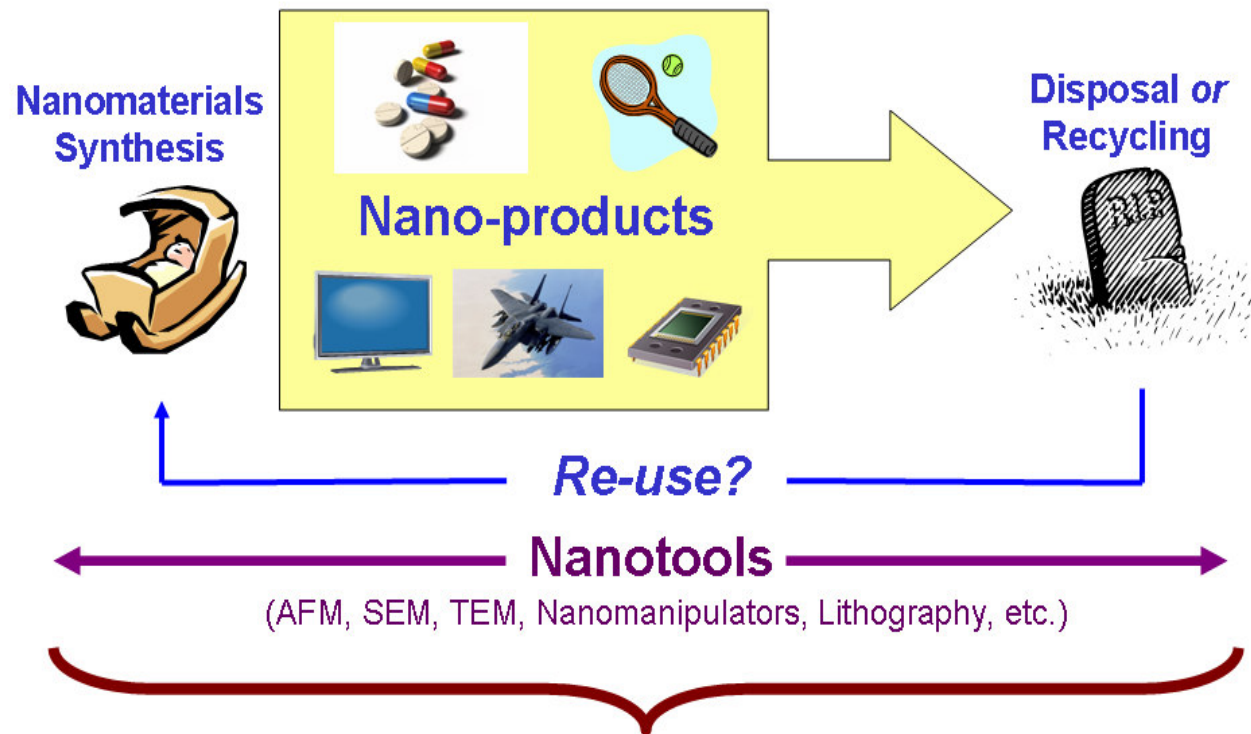 Nanomaterials
Synthesis
Nano-products
Disposal or
Recycling
R.I.P
Re-use?
Nanotools
(AFM, SEM, TEM, Nanomanipulators, Lithography, etc.)